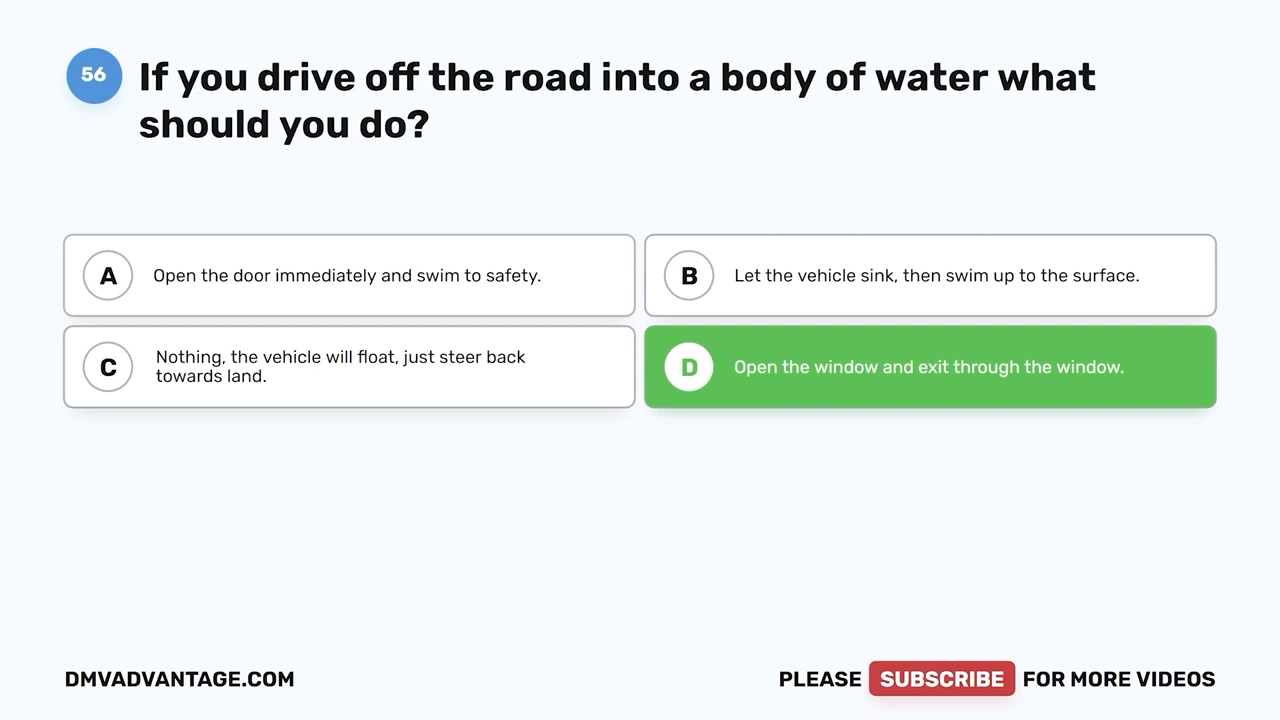 56
If you drive off the road into a body of water what
should you do?
A
Open the door immediately and swim to safety.
B
Let the vehicle sink, then swim up to the surface.
C
Nothing, the vehicle will float, just steer back
towards land.
D
Open the window and exit through the window.
DMVADVANTAGE.COM
PLEASE SUBSCRIBE FOR MORE VIDEOS